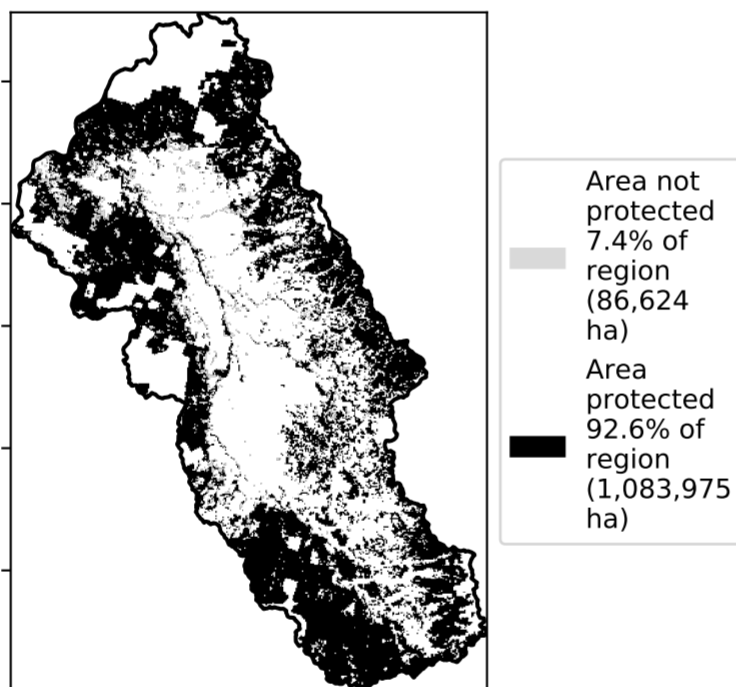 Area not
protected
7.4% of
region
(86,624
ha)
Area
protected
92.6% of
region
(1,083,975
ha)